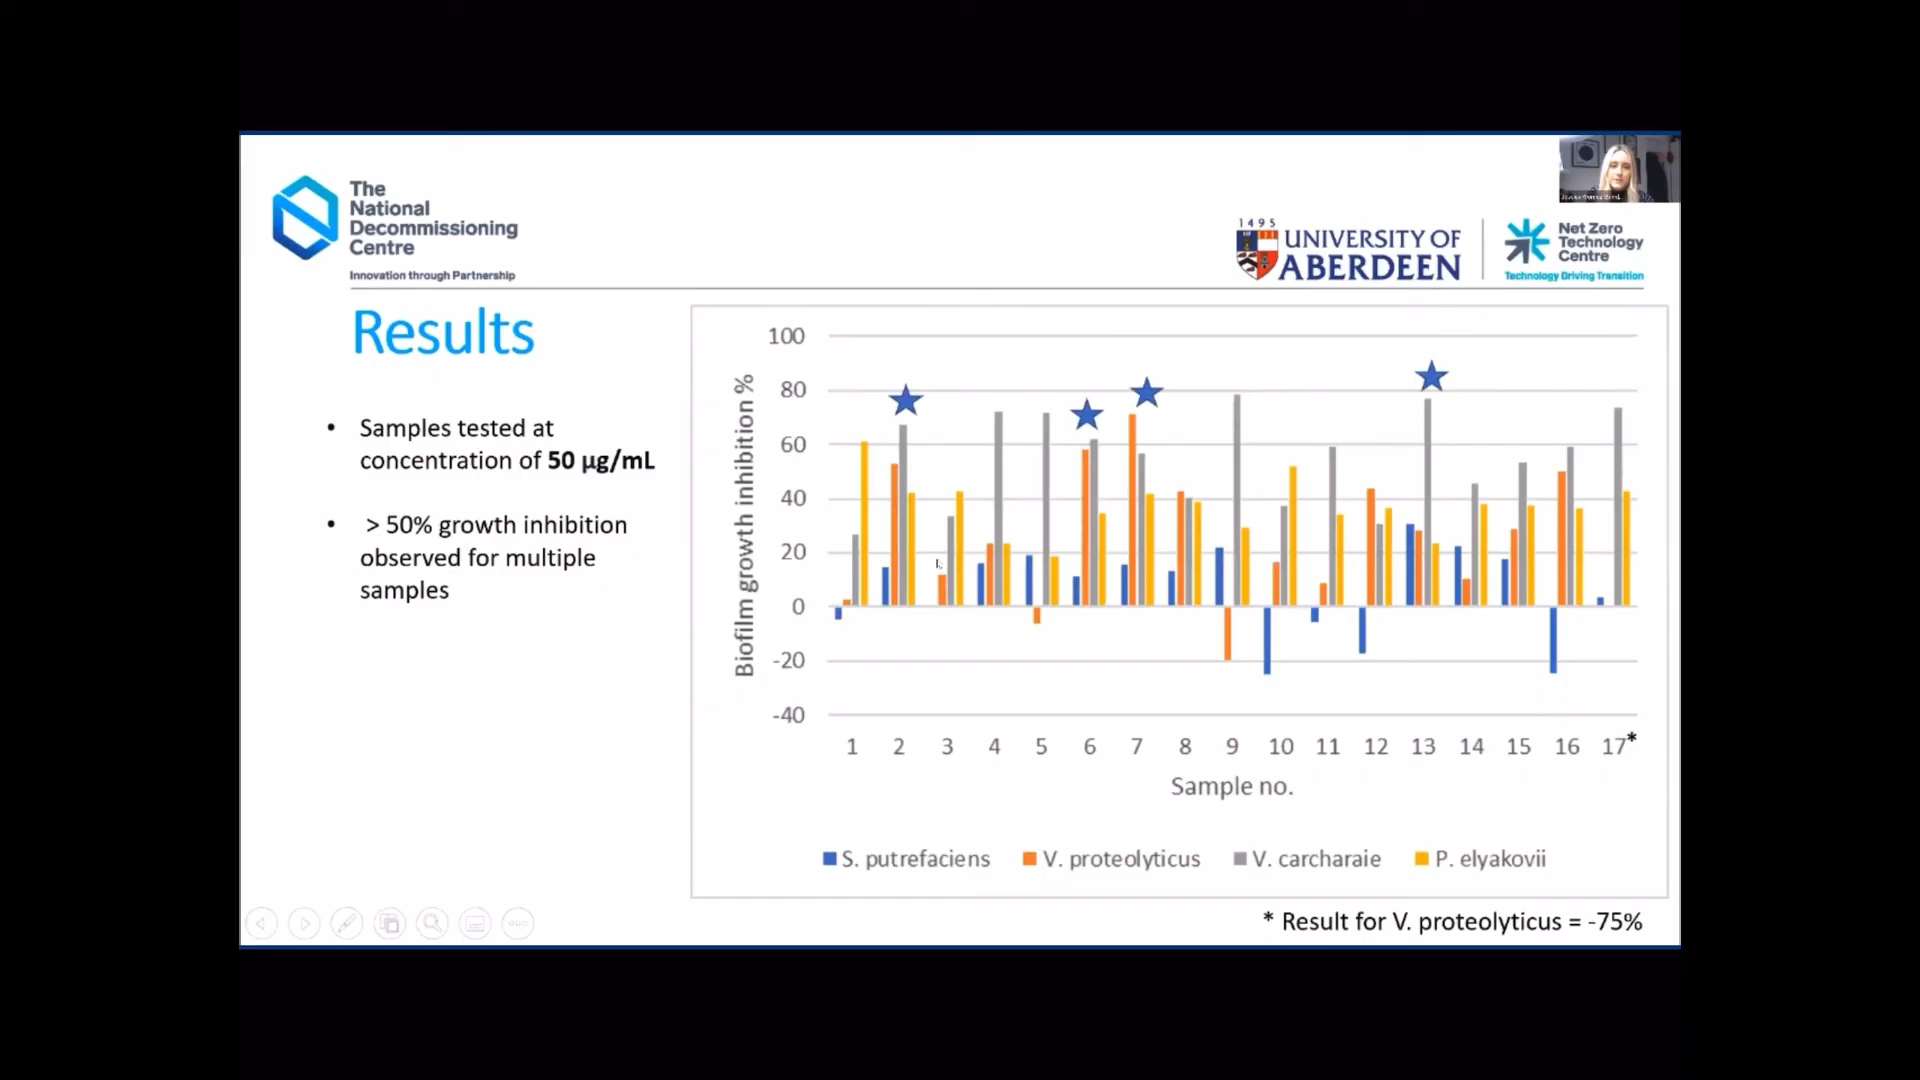 The
National
Decommissioning
Centre
Innovation through Partnership
1495
UNIVERSITY OF
ABERDEEN
Net Zero
Technology
Centre
Technology Driving Transition
Results
• Samples tested at
concentration of 50 µg/mL
• > 50% growth inhibition
observed for multiple
samples
Biofilm growth inhibition %
100
80
60
40
20
0
-20
-40
1 2 3 4 5 6 7 8 9 10 11 12 13 14 15 16 17*
Sample no.
S. putrefaciens V. proteolyticus V. carcharaie P. elyakovii
* Result for V. proteolyticus = -75%